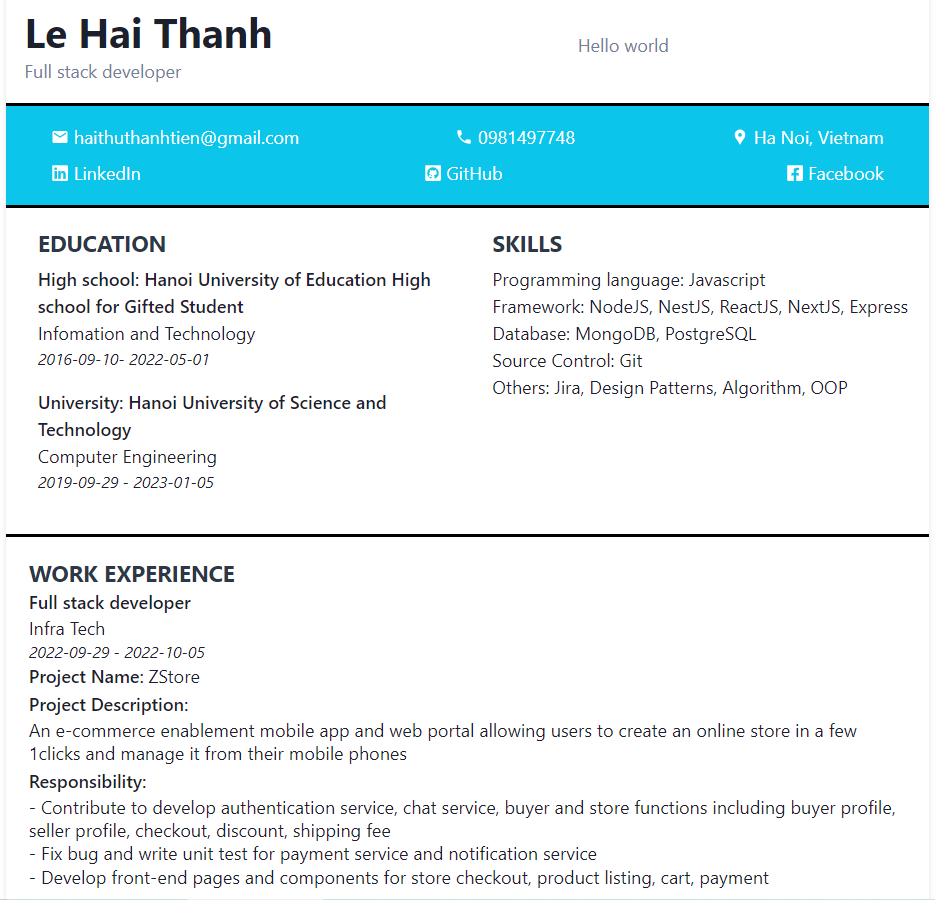 Le Hai Thanh
Full stack developer
Hello world
haithuthanhtien@gmail.com
0981497748
Ha Noi, Vietnam
LinkedIn
GitHub
Facebook
EDUCATION
High school: Hanoi University of Education High
school for Gifted Student
Infomation and Technology
2016-09-10- 2022-05-01
University: Hanoi University of Science and
Technology
Computer Engineering
2019-09-29 - 2023-01-05
SKILLS
Programming language: Javascript
Framework: NodeJS, NestJS, ReactJS, NextJS, Express
Database: MongoDB, PostgreSQL
Source Control: Git
Others: Jira, Design Patterns, Algorithm, OOP
WORK EXPERIENCE
Full stack developer
Infra Tech
2022-09-29 - 2022-10-05
Project Name: ZStore
Project Description:
An e-commerce enablement mobile app and web portal allowing users to create an online store in a few
1clicks and manage it from their mobile phones
Responsibility:
- Contribute to develop authentication service, chat service, buyer and store functions including buyer profile,
seller profile, checkout, discount, shipping fee
- Fix bug and write unit test for payment service and notification service
- Develop front-end pages and components for store checkout, product listing, cart, payment